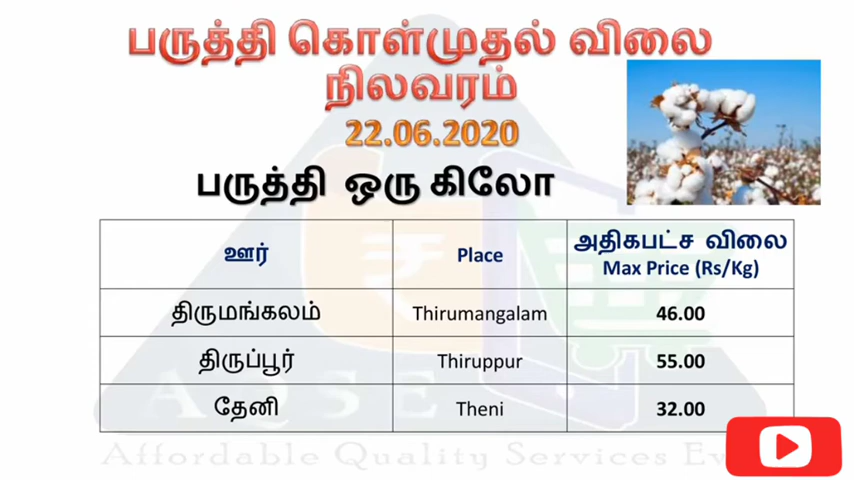 பருத்தி கொள்முதல் விலை
நிலவரம்
22.06.2020
பருத்தி ஒரு கிலோ
ஊர் Place அதிகபட்ச விலை
Max Price (Rs/Kg)
திருமங்கலம் Thirumangalam 46.00
திருப்பூர் Thiruppur 55.00
தேனி Theni 32.00
AQSE
Affordable Quality Services